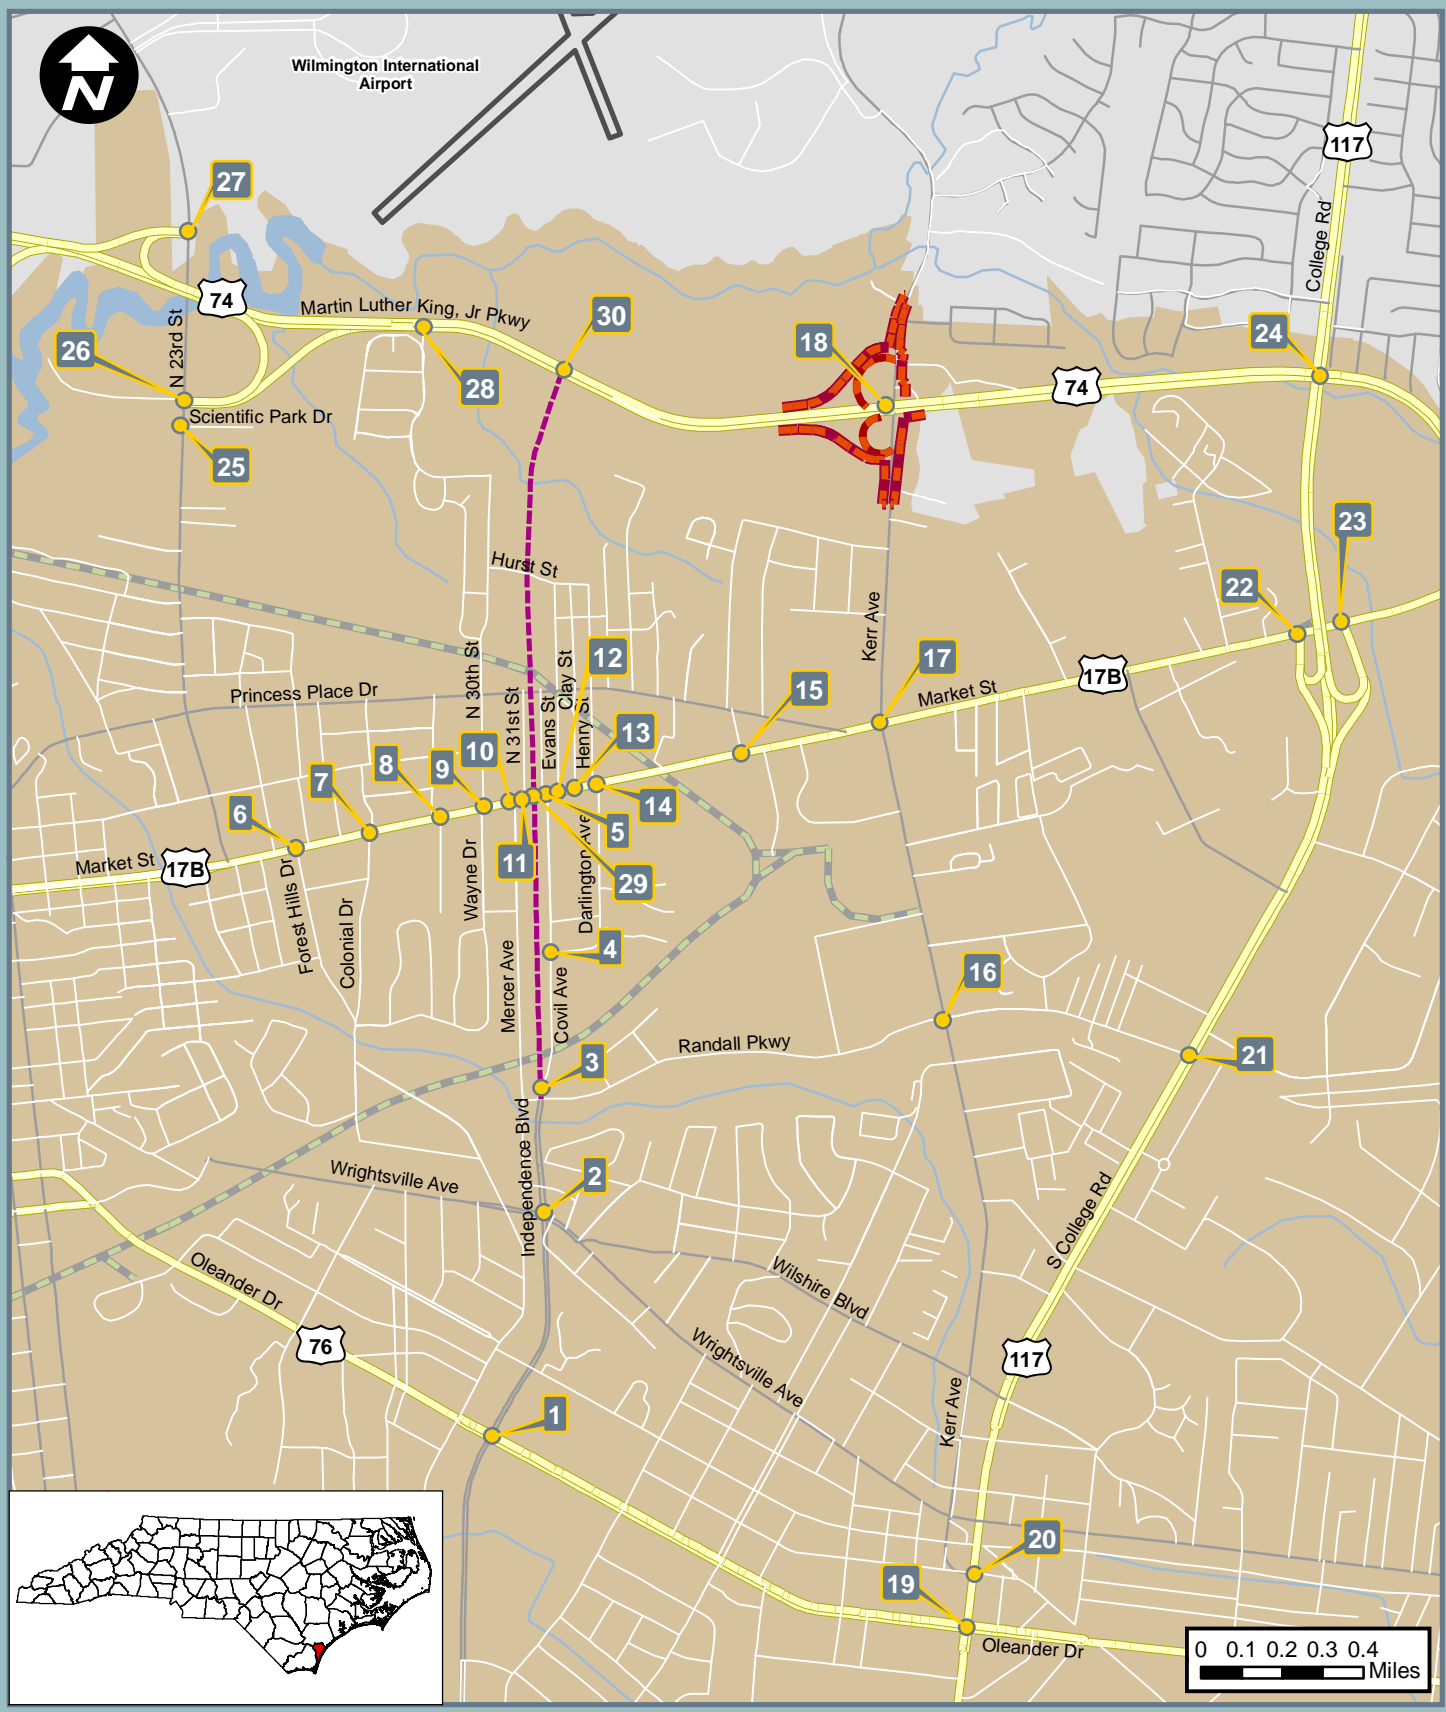 N
Wilmington International
Airport
117
College Rd
27
74
Martin Luther King, Jr Pkwy
30
18
24
26
N 23rd St
28
74
Scientific Park Dr
25
23
Hurst St
22
Kerr Ave
12
17
N 30th St
Clay St
17B
Princess Place Dr
15
Market St
N 31st St
Evans St
Henry St
13
10
9
8
7
6
14
5
11
29
Market St
17B
Forest Hills Dr
Colonial Dr
Wayne Dr
Darlington Ave
4
16
Mercer Ave
Covil Ave
3
Randall Pkwy
21
Independence Blvd
Wrightsville Ave
2
S College Rd
Oleander Dr
Wilshire Blvd
76
Wrightsville Ave
117
1
Kerr Ave
20
19
Oleander Dr
0 0.1 0.2 0.3 0.4
Miles